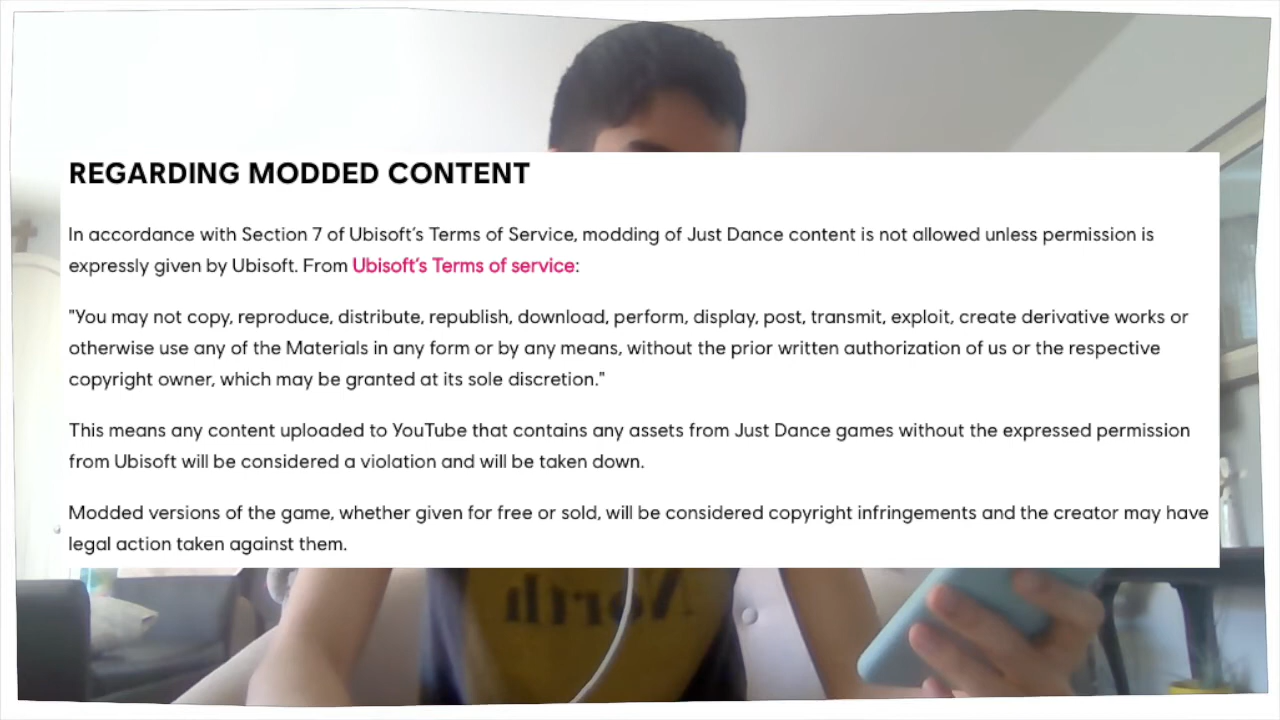 REGARDING MODDED CONTENT
In accordance with Section 7 of Ubisoft's Terms of Service, modding of Just Dance content is not allowed unless permission is
expressly given by Ubisoft. From Ubisoft's Terms of service:
"You may not copy, reproduce, distribute, republish, download, perform, display, post, transmit, exploit, create derivative works or
otherwise use any of the Materials in any form or by any means, without the prior written authorization of us or the respective
copyright owner, which may be granted at its sole discretion."
This means any content uploaded to YouTube that contains any assets from Just Dance games without the expressed permission
from Ubisoft will be considered a violation and will be taken down.
Modded versions of the game, whether given for free or sold, will be considered copyright infringements and the creator may have
legal action taken against them.
North